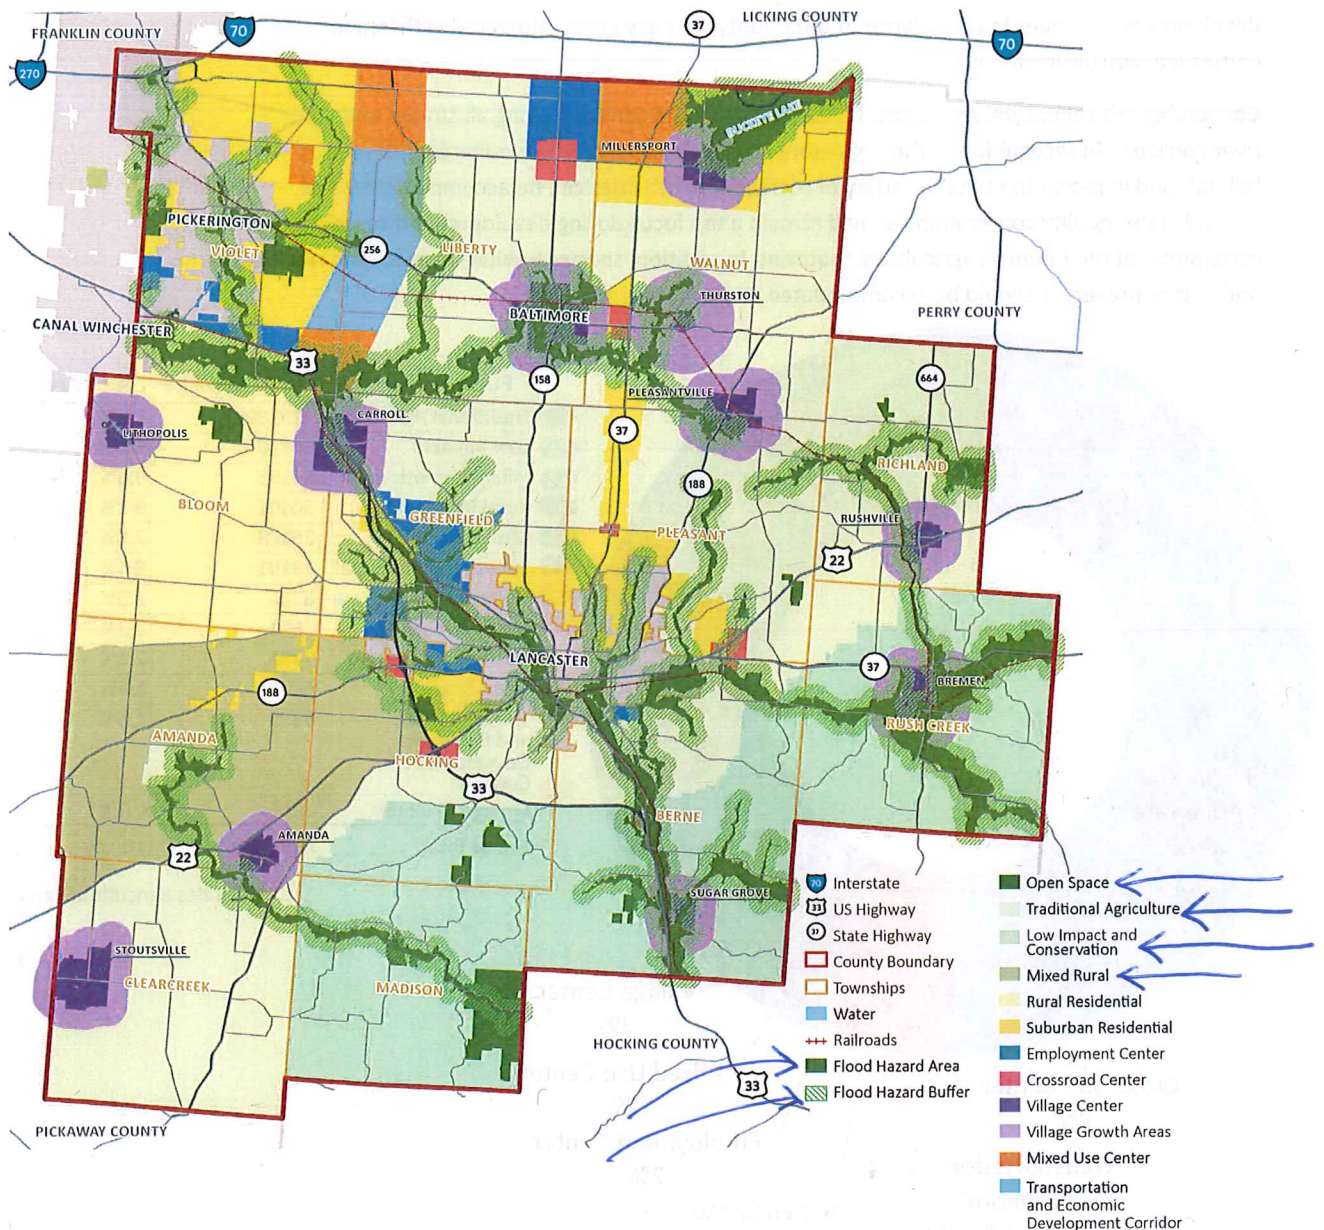 FRANKLIN COUNTY
70
37
LICKING COUNTY
70
270
BUCKEYE LAKE
MILLERSPORT
PICKERINGTON
VIOLET
256
LIBERTY
WALNUT
THURSTON
BALTIMORE
PERRY COUNTY
CANAL WINCHESTER
33
158
664
PLEASANTVILLE
CARROLL
LITHOPOLIS
37
RICHLAND
188
BLOOM
GREENFIELD
RUSHVILLE
PLEASANT
22
LANCASTER
37
BREMEN
188
RUSH CREEK
AMANDA
HOCKING
33
BERNE
AMANDA
22
SUGAR GROVE
STOUTSVILLE
CLEARCREEK
MADISON
HOCKING COUNTY
33
PICKAWAY COUNTY
70 Interstate
33 US Highway
37 State Highway
County Boundary
Townships
Water
Railroads
Flood Hazard Area
Flood Hazard Buffer
Open Space
Traditional Agriculture
Low Impact and
Conservation
Mixed Rural
Rural Residential
Suburban Residential
Employment Center
Crossroad Center
Village Center
Village Growth Areas
Mixed Use Center
Transportation
and Economic
Development Corridor